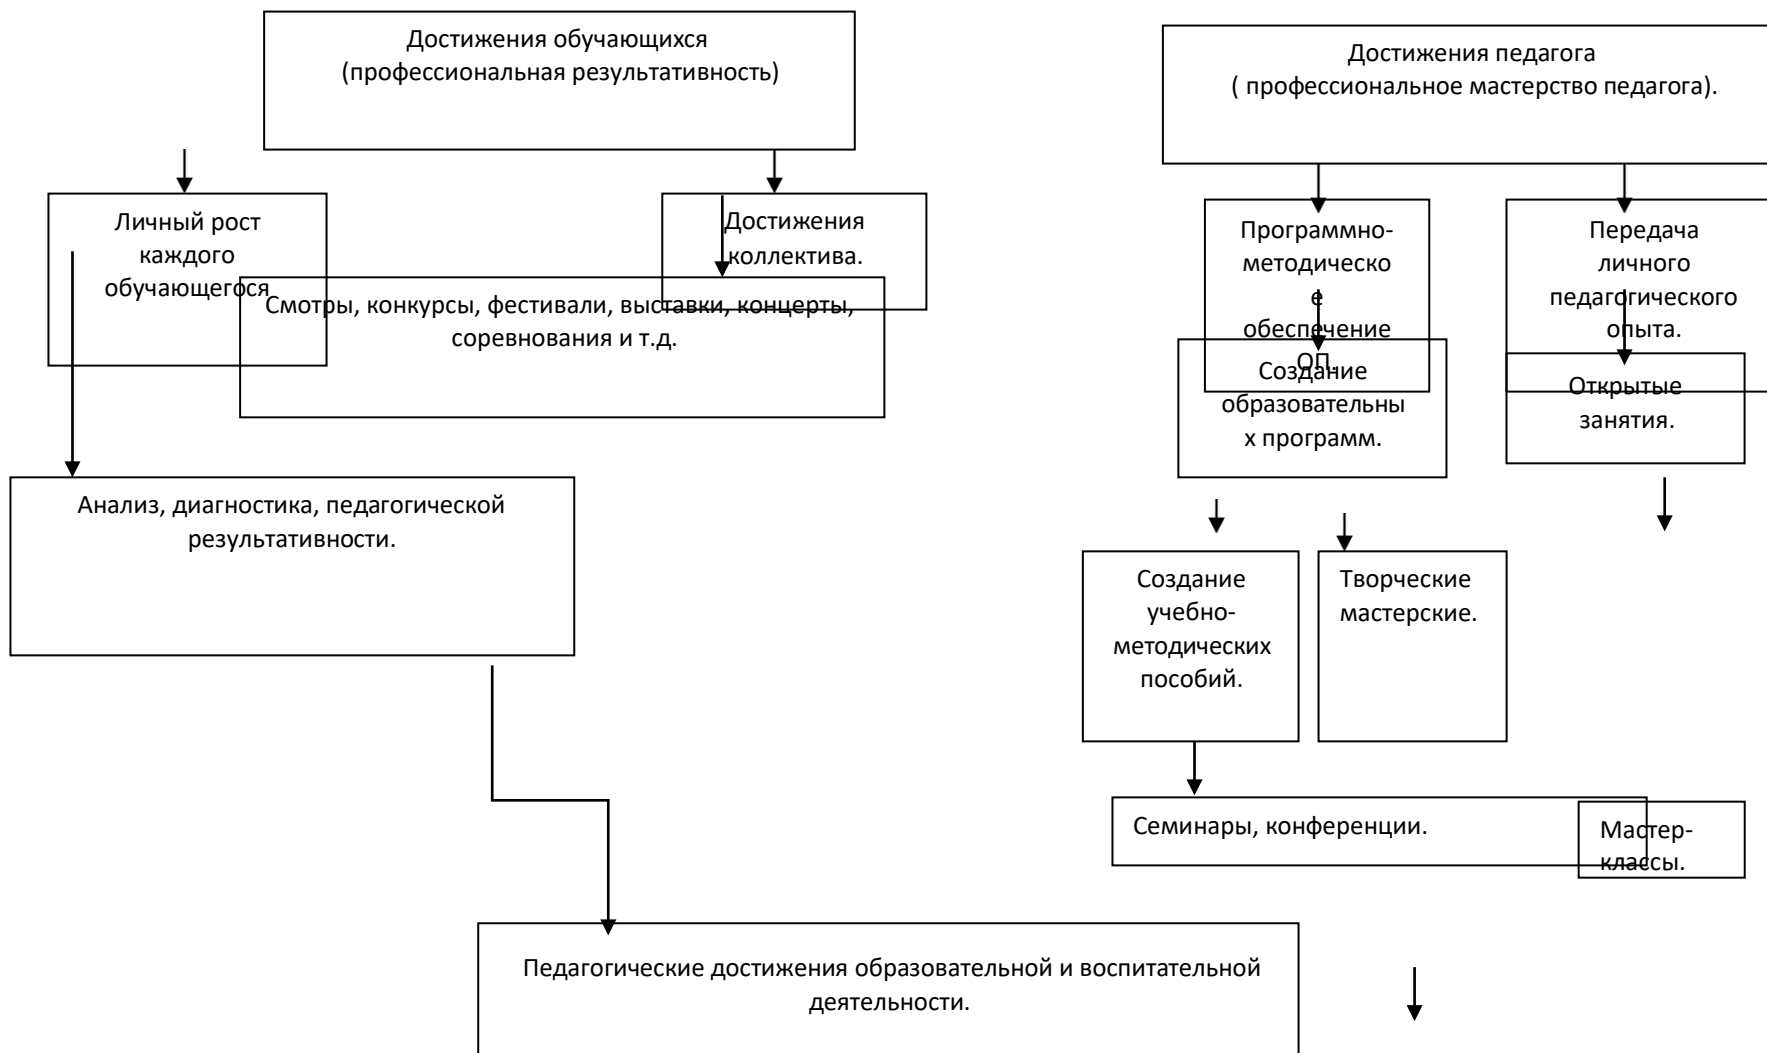 Достижения обучающихся
(профессиональная результативность)
Достижения педагога
( профессиональное мастерство педагога).
Личный рост
каждого
обучающегося
Достижения
коллектива.
Смотры, конкурсы, фестивали, выставки, концерты,
соревнования и т.д.
Программно-
методическо
е
обеспечение
ОП.
Передача
личного
педагогического
опыта.
Создание
образовательны
х программ.
Открытые
занятия.
Анализ, диагностика, педагогической
результативности.
Создание
учебно-
методических
пособий.
Творческие
мастерские.
Семинары, конференции.
Мастер-
классы.
Педагогические достижения образовательной и воспитательной
деятельности.